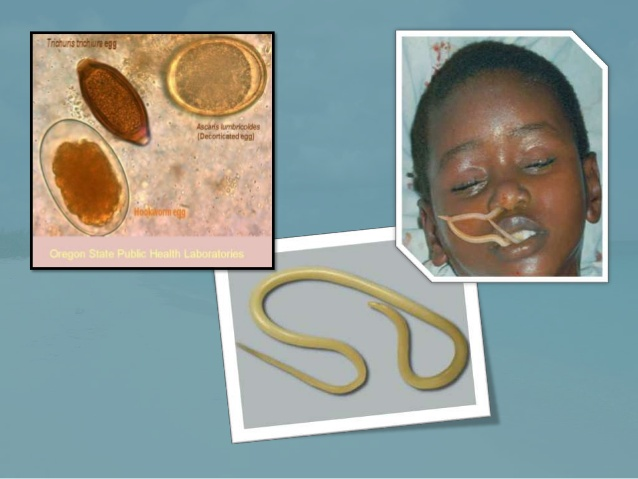 Trichuris trichiura egg
Ascaris lumbricoides
(Decorticated egg)
Hookworm egg
Oregon State Public Health Laboratories